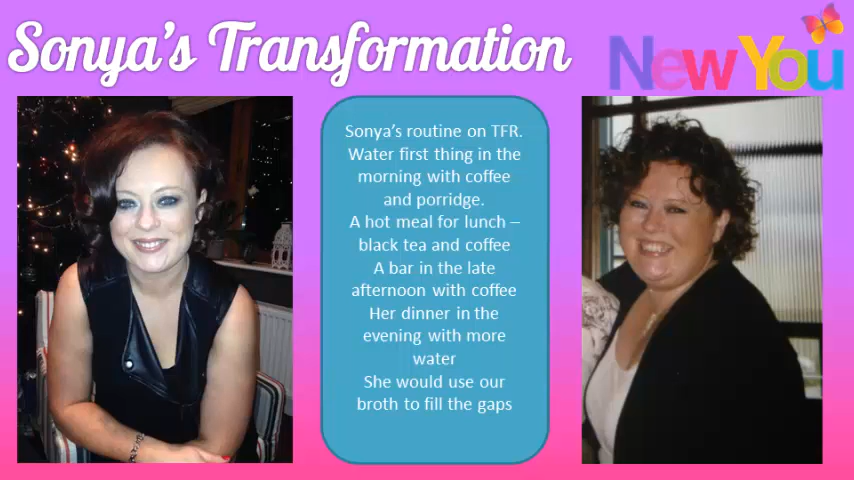 Sonya's Transformation
New You
Sonya's routine on TFR.
Water first thing in the
morning with coffee
and porridge.
A hot meal for lunch –
black tea and coffee
A bar in the late
afternoon with coffee
Her dinner in the
evening with more
water
She would use our
broth to fill the gaps